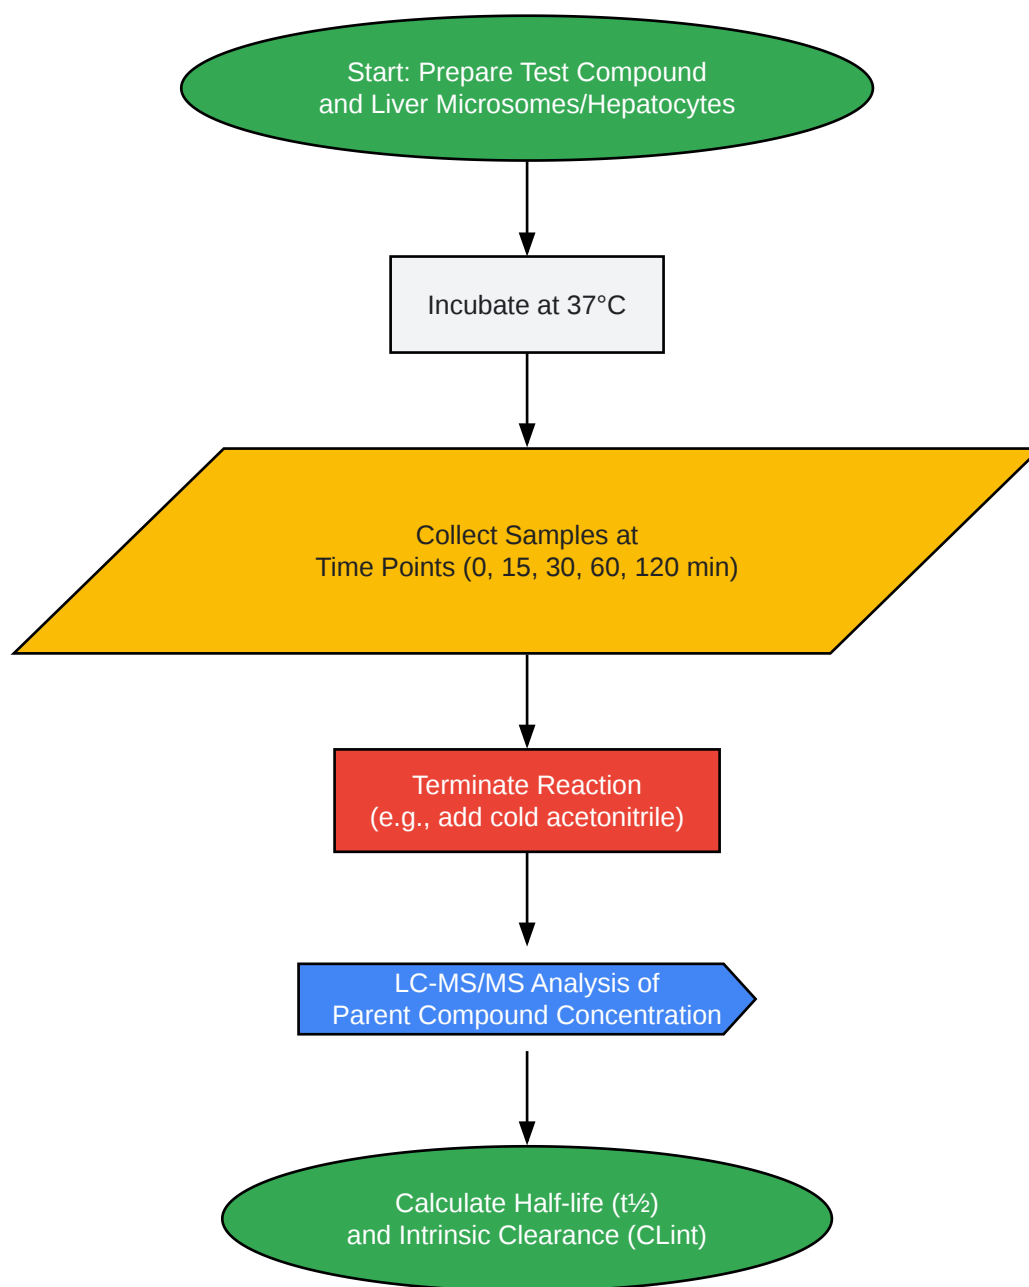 Start: Prepare Test Compound
and Liver Microsomes/Hepatocytes
Incubate at 37°C
Collect Samples at
Time Points (0, 15, 30, 60, 120 min)
Terminate Reaction
(e.g., add cold acetonitrile)
LC-MS/MS Analysis of
Parent Compound Concentration
Calculate Half-life (t½)
and Intrinsic Clearance (CLint)